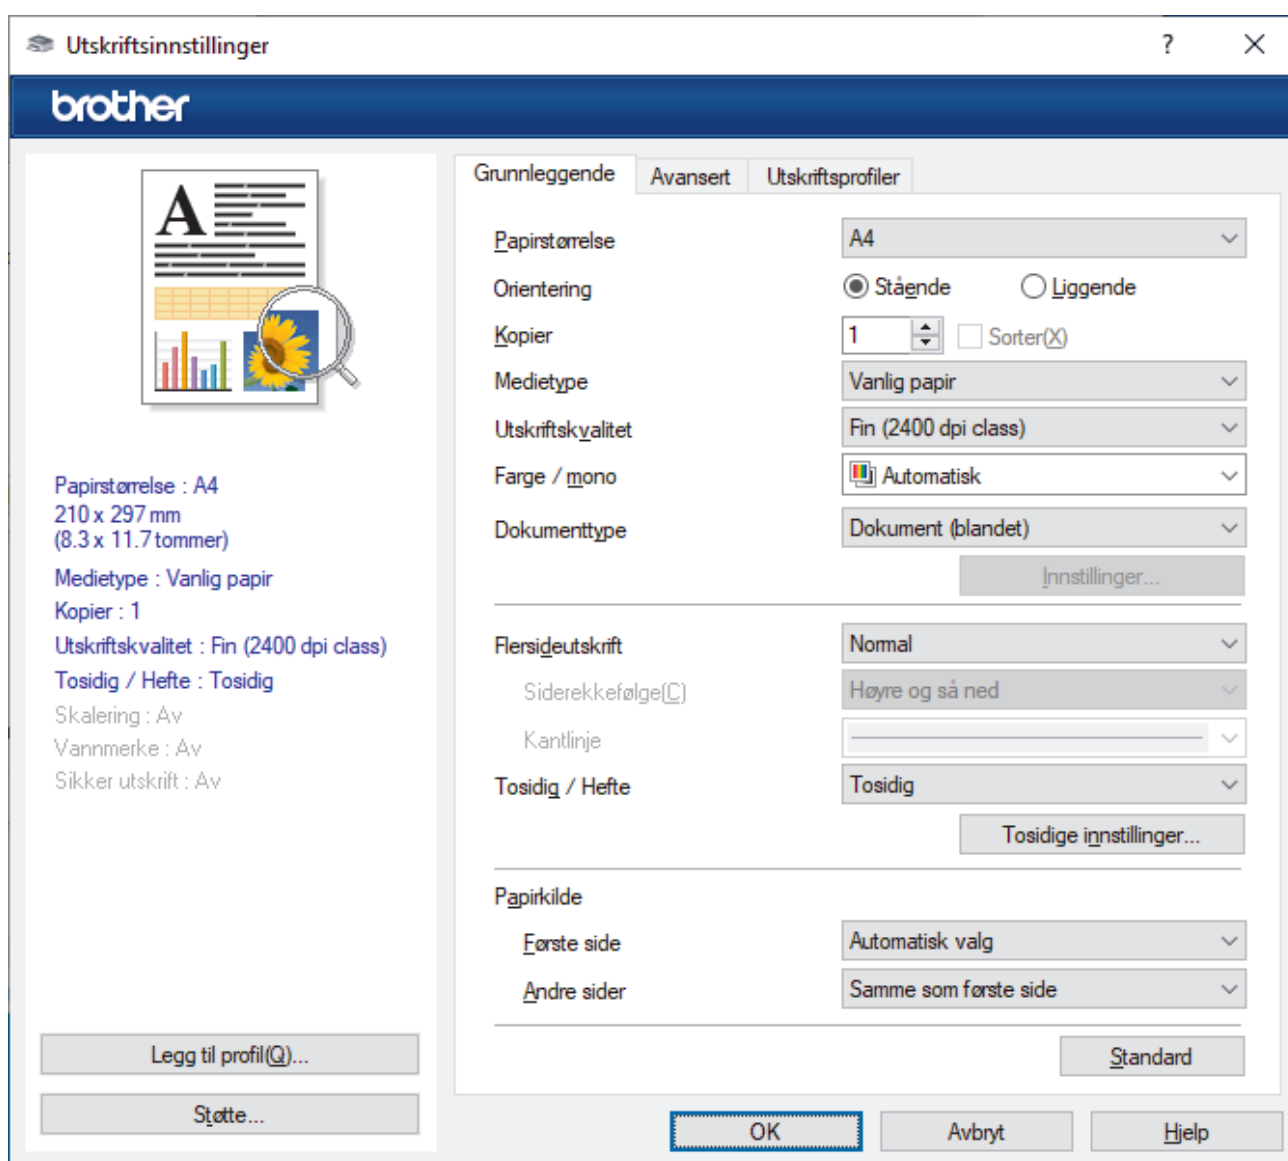 Utskriftsinnstillinger
?
brother
A
Papirstørrelse : A4
210 x 297 mm
(8.3 x 11.7 tommer)
Medietype : Vanlig papir
Kopier : 1
Utskriftskvalitet : Fin (2400 dpi class)
Tosidig / Hefte : Tosidig
Skalering : Av
Vannmerke : Av
Sikker utskrift : Av
Legg til profil(Q)...
Støtte...
Grunnleggende Avansert Utskriftsprofiler
Papirstørrelse A4
Orientering Stående Liggende
Kopier 1 Sorter(X)
Medietype Vanlig papir
Utskriftskvalitet Fin (2400 dpi class)
Farge / mono Automatisk
Dokumenttype Dokument (blandet)
Innstillinger...
Flersideutskrift Normal
Siderekkefølge(C) Høyre og så ned
Kantlinje
Tosidig / Hefte Tosidig
Tosidige innstillinger...
Papirkilde
Første side Automatisk valg
Andre sider Samme som første side
Standard
OK Avbryt Hjelp